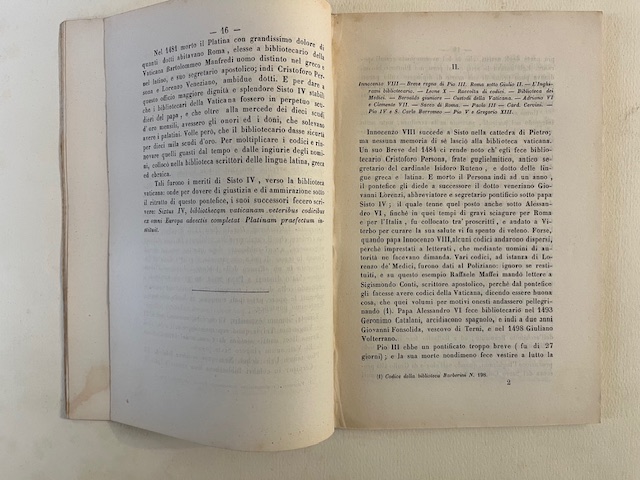 — 16 —
Nel 1481 morto il Platina con grandissimo dolore di
quanti dotti abitavano Roma, elesse a bibliotecario della
Vaticana Bartolommeo Manfredi uomo distinto nel greco e
nel latino, e suo segretario apostolico; indi Cristoforo Per-
sona e Lorenzo Veneziano, ambidue dotti. E per dare a
quest' officio maggiore dignità e splendore Sisto IV stabilì
che i bibliotecari della Vaticana fossero in perpetuo scu-
dieri del papa, e che oltre alla mercede dei dieci scudi
d'oro mensili, avessero gli onori ed i doni, che solevano
avere i palatini. Volle però, che il bibliotecario dasse sicurtà
per dieci mila scudi d'oro. Per moltiplicare i codici e rin-
novare quelli guasti dal tempo e dalle ingiurie degli nomi-
ni, collocò nella biblioteca scrittori delle lingue latina, greca
ed ebraica.
Tali furono i meriti di Sisto IV, verso la biblioteca
vaticana: onde per dovere di giustizia e di ammirazione sotto
il ritratto di questo pontefice, i suoi successori fecero scri-
vere: Sixtus IV, bibliothecam vaticanam veteribus codicibus
ex omni Europa advectis completat Platinam praefectum in-
stituit.
II.
Innocenzo VIII — Breve regno di Pio III. Roma sotto Giulio II. — L'Inghi-
rami bibliotecario. — Leone X — Raccolta di codici. — Biblioteca dei
Medici. — Beroaldo giuniore — Custodi della Vaticana. — Adriano VI
e Clemente VII. — Sacco di Roma. — Paolo III — Card. Cervini. —
Pio IV e S. Carlo Borromeo — Pio V e Gregorio XIII.
Innocenzo VIII succede a Sisto nella cattedra di Pietro;
ma nessuna memoria di sè lasciò alla biblioteca vaticana.
Un suo Breve del 1484 ci rende noto ch' egli fece biblio-
tecario Cristoforo Persona, frate guglielmitico, antico se-
gretario del cardinale Isidoro Ruteno, e dotto delle lingue
greca e latina. E morto il Persona indi ad un anno,
il pontefice gli diede a successore il dotto veneziano Gio-
vanni Lorenzi, abbreviatore e segretario pontificio sotto papa
Sisto IV; il quale tenne quel posto anche sotto Alessandro
VI, finchè in quei tempi di gravi sciagure per Roma
e per l'Italia, fu collocato tra' proscritti, e andato a Vi-
terbo per curare la sua salute vi fu spento di veleno. Forse,
quando papa Innocenzo VIII, alcuni codici andarono dispersi,
perchè imprestati a letterati, che mediante uomini di auto-
rità ne facevano dimanda. Vari codici, ad istanza di Lo-
renzo de' Medici, furono dati al Poliziano: ignoro se resti-
tuiti, e su questo esempio Raffaele Maffei mandò lettere a
Sigismondo Conti, scrittore apostolico, perchè dal pontefice
gli facesse avere codici della Vaticana, dicendo essere buona
cosa, che quei volumi per motivi onesti andassero pellegri-
nando (1). Papa Alessandro VI fece bibliotecario nel 1493
Geronimo Catalani, arcidiacono spagnolo, e indi a due anni
Giovanni Fonsolida, vescovo di Tarni, e nel 1498 Giuliano
Volterrano.
Pio III ebbe un pontificato troppo breve ( fu di 27
giorni ) ; e la sua morte nondimeno fece vestire a lutto la
(1) Codice della biblioteca Barberini N. 198.
2